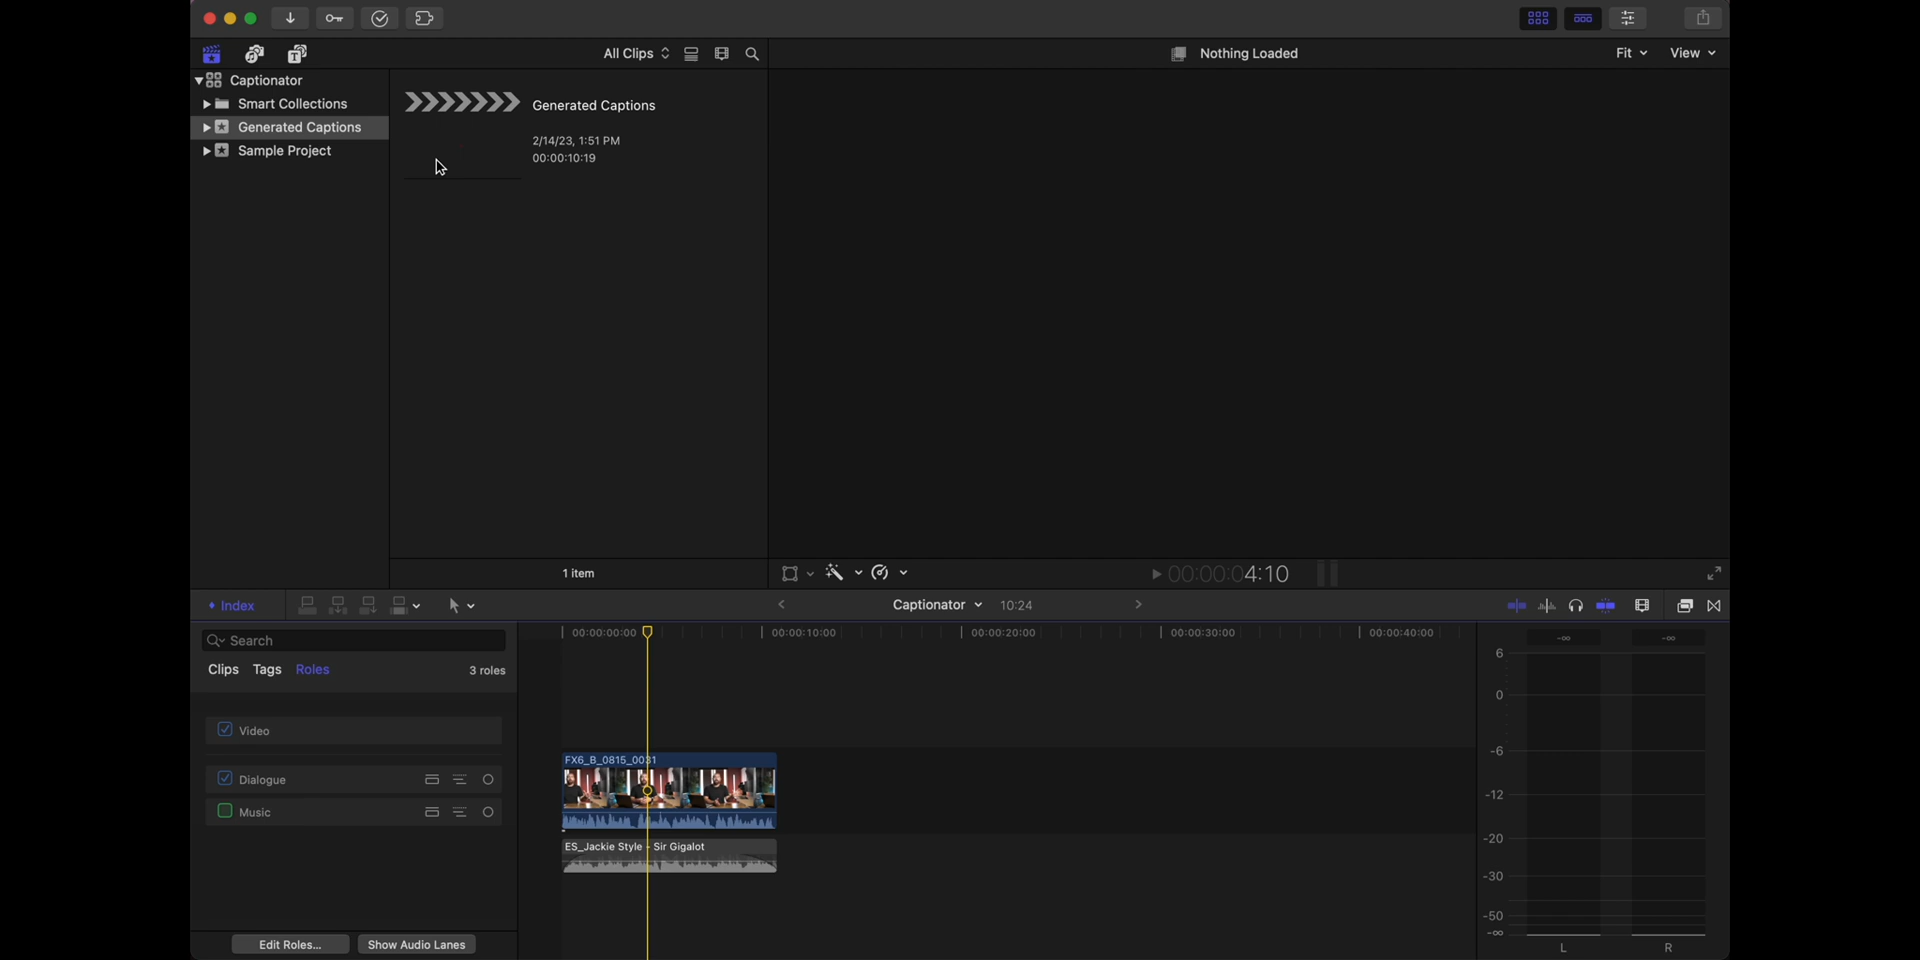 All Clips
Nothing Loaded
Fit
View
Captionator
Smart Collections
Generated Captions
Sample Project
Generated Captions
2/14/23, 1:51 PM
00:00:10:19
1 item
00:00:04:10
Index
Captionator
10:24
Search
Clips
Tags
Roles
3 roles
Video
Dialogue
Music
Edit Roles...
Show Audio Lanes
00:00:00:00
00:00:10:00
00:00:20:00
00:00:30:00
00:00:40:00
FX6_B_0815_0031
ES_Jackie Style - Sir Gigalot
-∞
-∞
6
0
-6
-12
-20
-30
-50
-∞
L
R